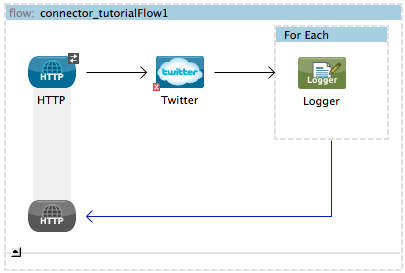 flow: connector_tutorialFlow1
For Each
HTTP
twitter
Logger
HTTP
Twitter
Logger
HTTP